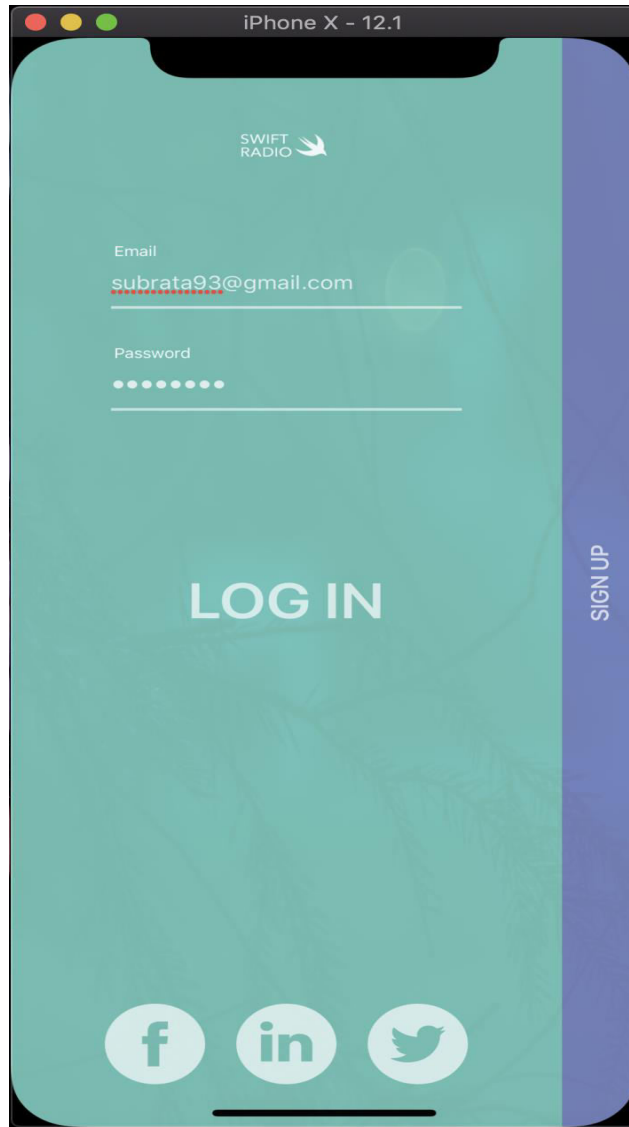 iPhone X - 12.1
SWIFT
RADIO
Email
subrata93@gmail.com
Password
••••••••
LOG IN
SIGN UP
f
in